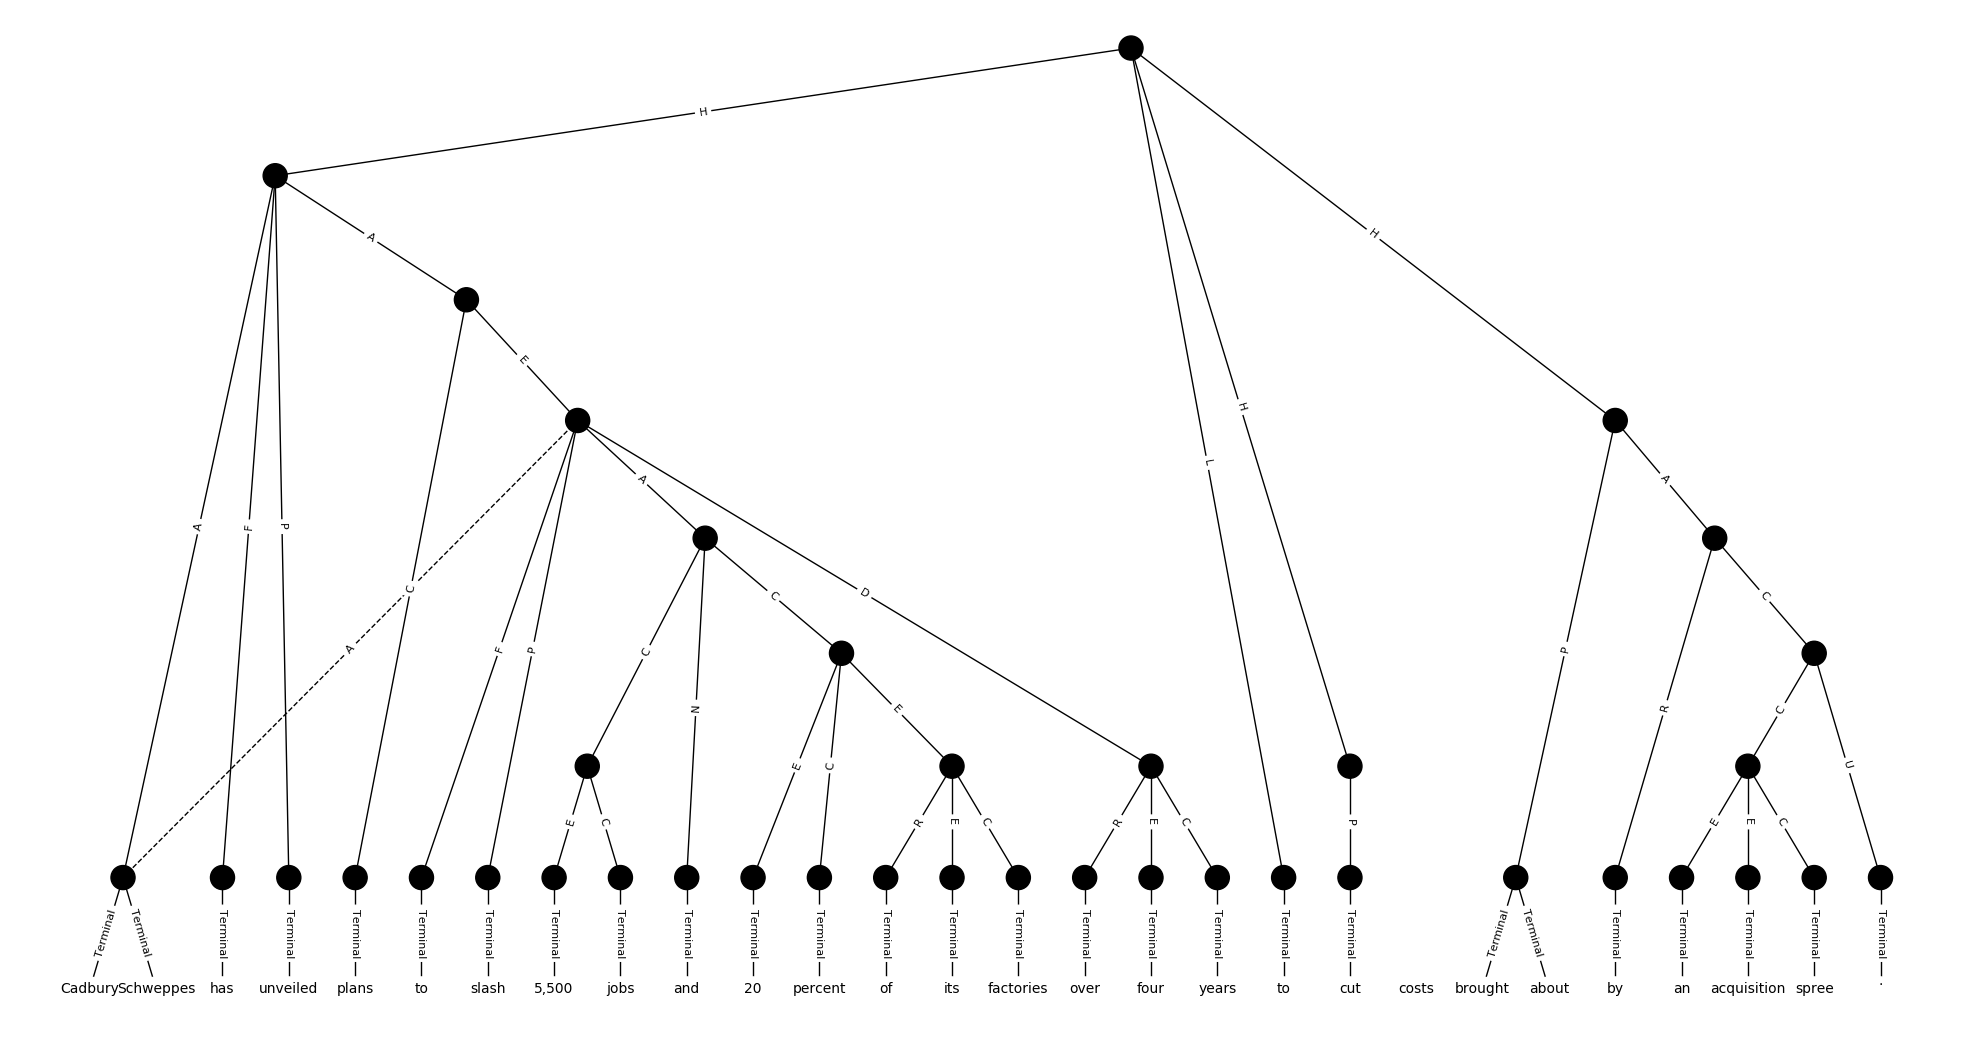 H
A
H
E
A
H
L
A
F
P
A
A
C
D
C
C
A
F
P
C
P
N
R
C
E
E
C
U
E
C
R
E
C
R
E
C
P
E
E
C
Terminal Terminal Terminal Terminal Terminal Terminal Terminal Terminal Terminal Terminal Terminal Terminal Terminal Terminal Terminal Terminal Terminal Terminal Terminal Terminal Terminal Terminal Terminal Terminal Terminal Terminal Terminal
Cadbury Schweppes has unveiled plans to slash 5,500 jobs and 20 percent of its factories over four years to cut costs brought about by an acquisition spree .